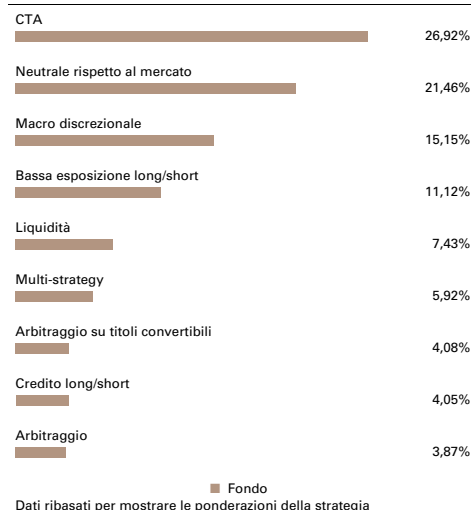 CTA
26,92%
Neutrale rispetto al mercato
21,46%
Macro discrezionale
15,15%
Bassa esposizione long/short
11,12%
Liquidità
7,43%
Multi-strategy
5,92%
Arbitraggio su titoli convertibili
4,08%
Credito long/short
4,05%
Arbitraggio
3,87%
Fondo
Dati ribasati per mostrare le ponderazioni della strategia